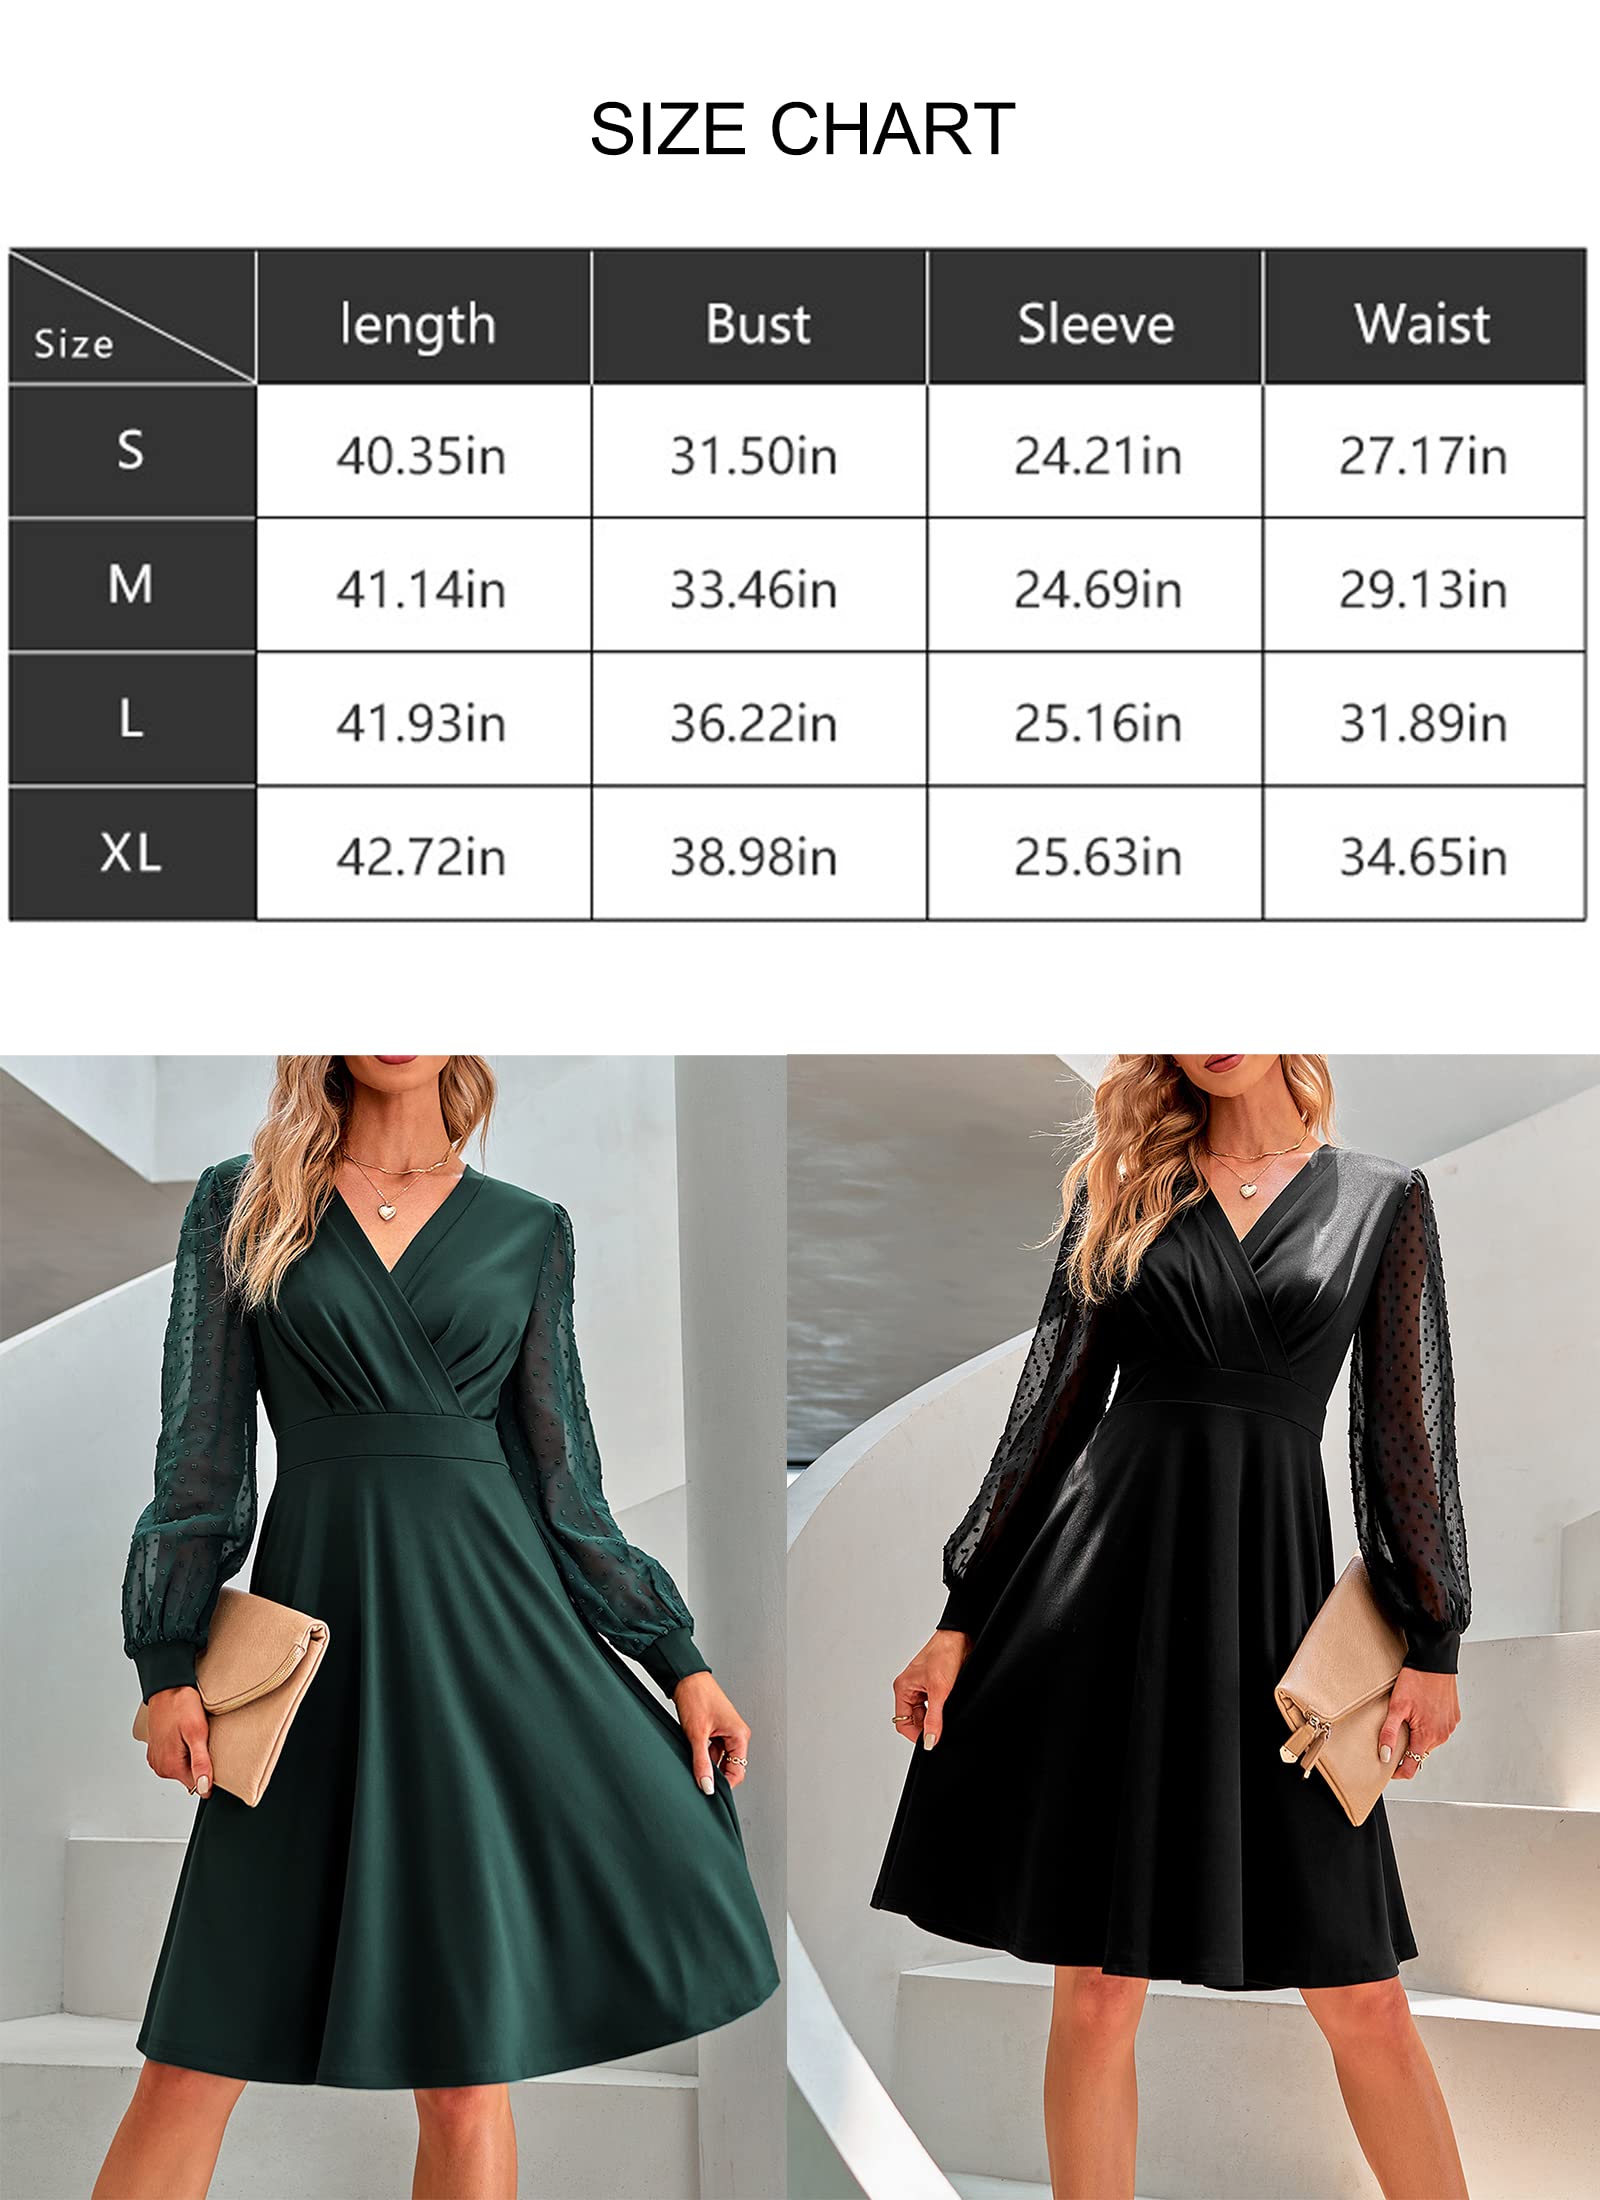 SIZE CHART
Size length Bust Sleeve Waist
S 40.35in 31.50in 24.21in 27.17in
M 41.14in 33.46in 24.69in 29.13in
L 41.93in 36.22in 25.16in 31.89in
XL 42.72in 38.98in 25.63in 34.65in